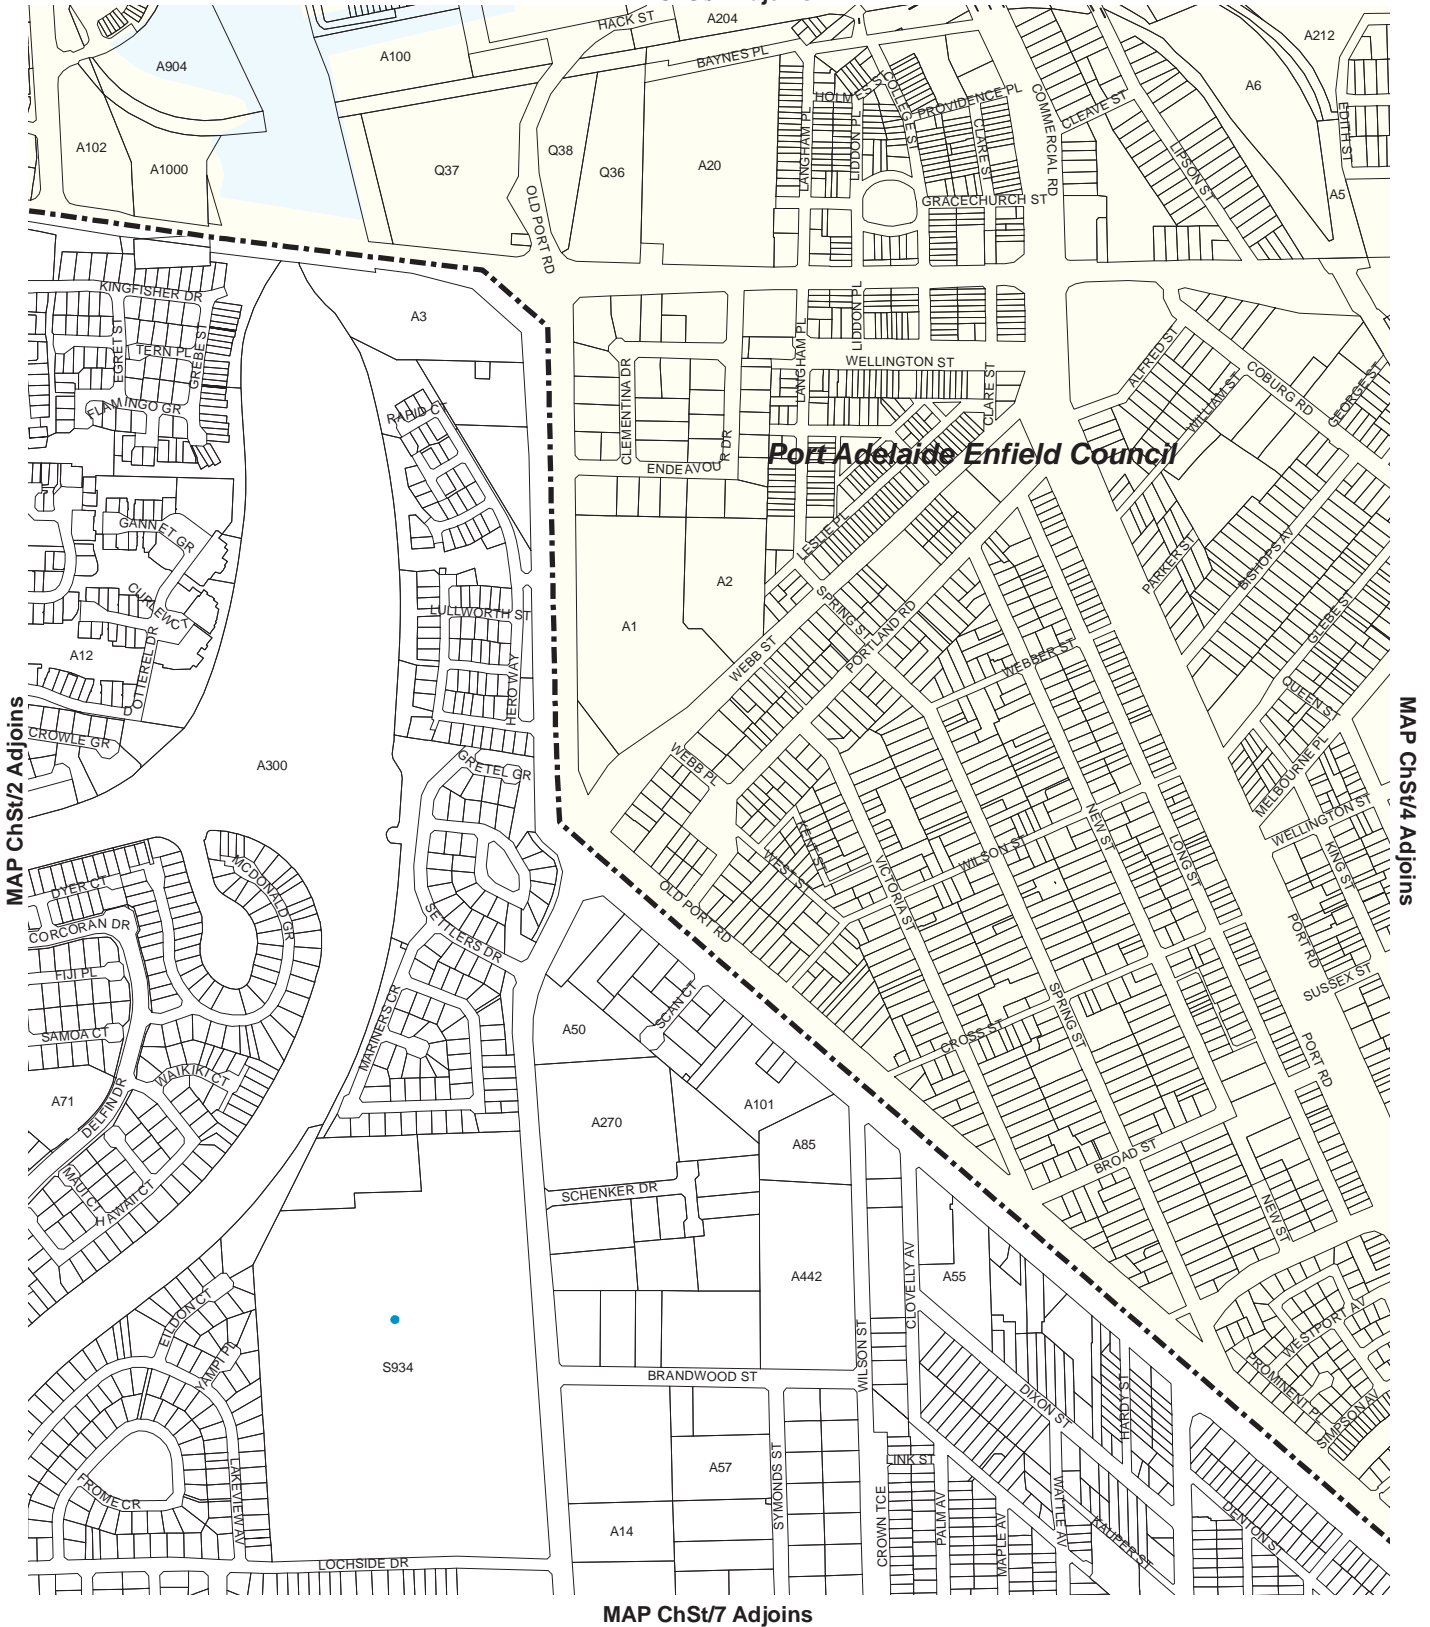 HACK ST
A204
A212
BAYNES PL
A904
A100
A6
HOLMES ST
COLLEGE ST
PROVIDENCE PL
COMMERCIAL RD
CLEAVE ST
EDITH ST
LANGHAM PL
LIDDON PL
CLARE ST
LIPSON ST
A102
A1000
Q37
Q38
Q36
A20
A5
OLD PORT RD
GRACECHURCH ST
KINGFISHER DR
A3
LIDDON PL
EGRET ST
TERN PL
GREBE ST
LANGHAM PL
WELLINGTON ST
CLARE ST
ALFRED ST
COBURG RD
GEORGE ST
WILLIAM ST
FLAMINGO GR
RAPID CT
CLEMENTINA DR
ENDEAVOU
R DR
Port Adelaide Enfield Council
GANNET GR
LESLIE PL
PARKER ST
BISHOPS AV
CURLEW CT
A2
SPRING ST
PORTLAND RD
GLEBE ST
LULLWORTH ST
A1
WEBB ST
WEBBER ST
A12
DOTTEREL DR
HERO WAY
QUEEN ST
CROWLE GR
MAP ChSt/2 Adjoins
MAP ChSt/4 Adjoins
A300
GRETEL GR
WEBB PL
MELBOURNE PL
WELLINGTON ST
KENT ST
WEST ST
NEW ST
WILSON ST
LONG ST
KING ST
DYER CT
MCDONALD GR
VICTORIA ST
OLD PORT RD
CORCORAN DR
SETTLERS DR
PORT RD
FIJI PL
SUSSEX ST
SCAN CT
MARINERS CR
SAMOA CT
A50
SPRING ST
CROSS ST
PORT RD
WAIKIKI CT
A71
DELFIN DR
A270
A101
A85
BROAD ST
MAUI CT
HAWAII CT
SCHENKER DR
NEW ST
CLOVELLY AV
A442
A55
EILDON CT
WESTPORT AV
YAMPI PL
S934
WILSON ST
BRANDWOOD ST
PROMINENT PL
SIMPSON AV
DIXON ST
HARDY ST
LINK ST
A57
FROME CR
LAKEVIEW AV
SYMONDS ST
A14
CROWN TCE
PALM AV
MAPLE AV
WATTLE AV
KAUPER ST
DENTON ST
LOCHSIDE DR
MAP ChSt/7 Adjoins